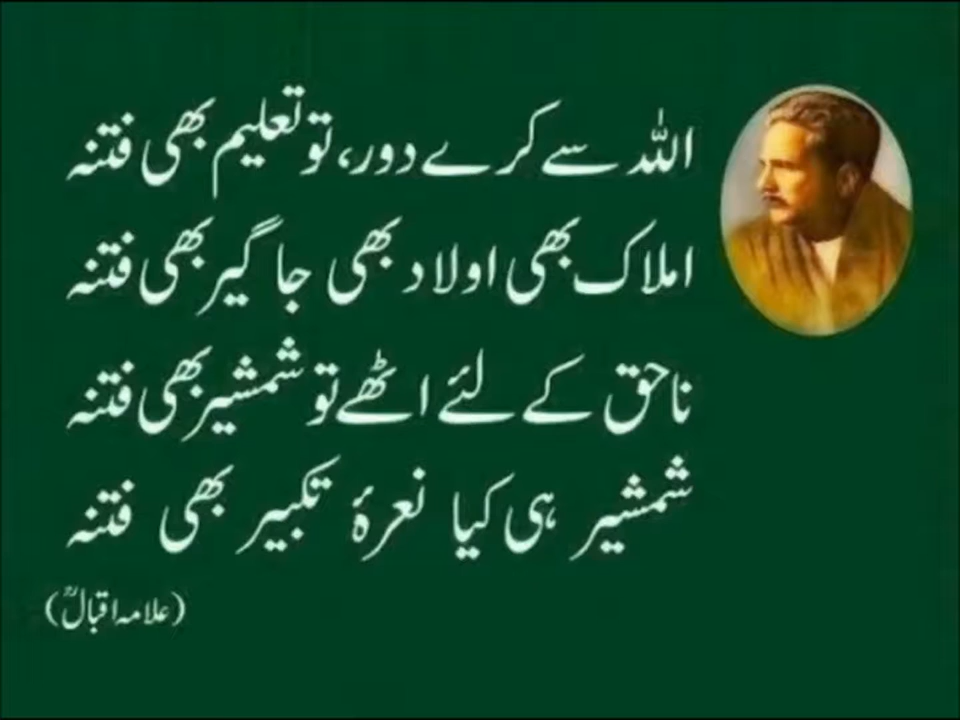 اللہ سے کرے دور، تو تعلیم بھی فتنہ
املاک بھی اولاد بھی جاگیر بھی فتنہ
ناحق کے لئے اٹھے تو شمشیر بھی فتنہ
شمشیر ہی کیا نعرۂ تکبیر بھی فتنہ
(علامہ اقبالؒ)